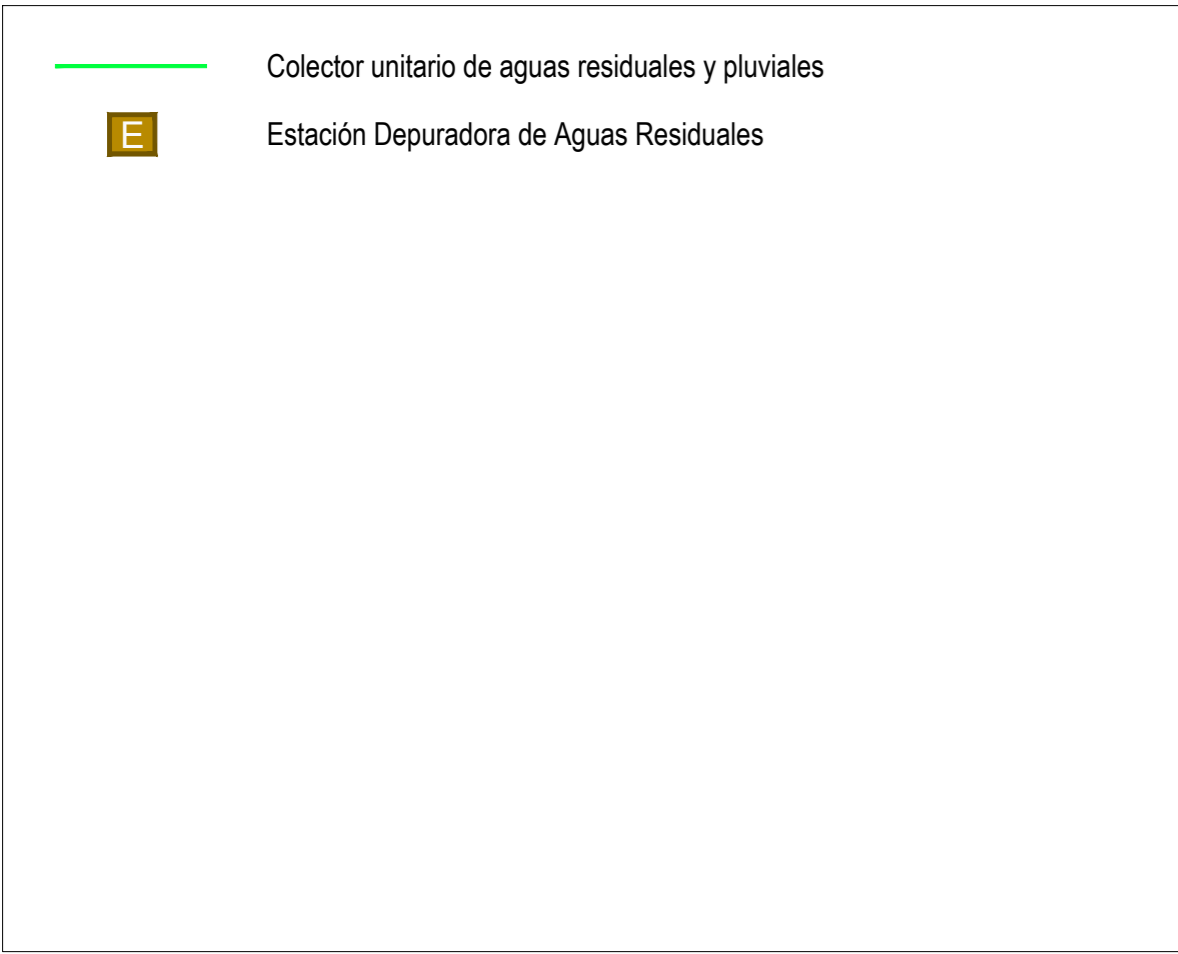 Colector unitario de aguas residuales y pluviales
E
Estación Depuradora de Aguas Residuales